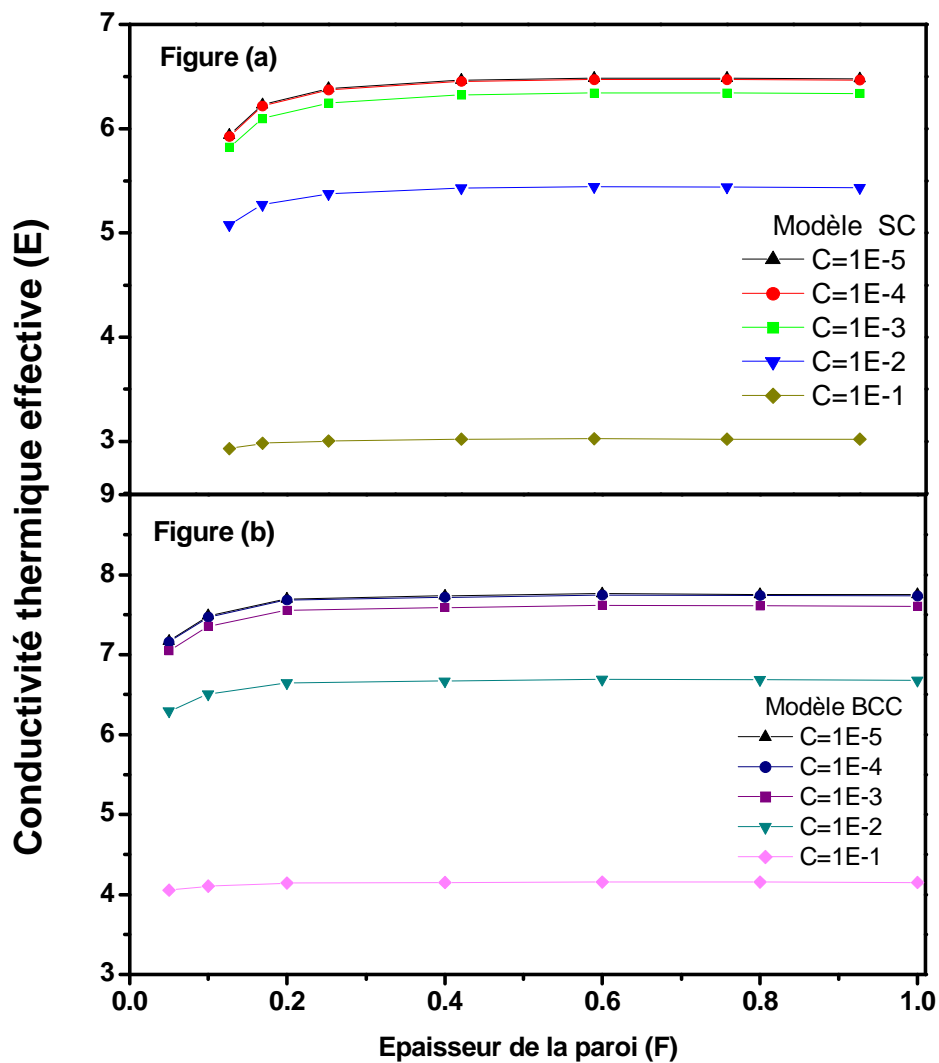 Conductivité thermique effective (E)
7
Figure (a)
6
5
Modèle SC
C=1E-5
C=1E-4
C=1E-3
C=1E-2
C=1E-1
4
3
9
Figure (b)
8
7
Modèle BCC
C=1E-5
C=1E-4
C=1E-3
C=1E-2
C=1E-1
6
5
4
3
0.0 0.2 0.4 0.6 0.8 1.0
Epaisseur de la paroi (F)